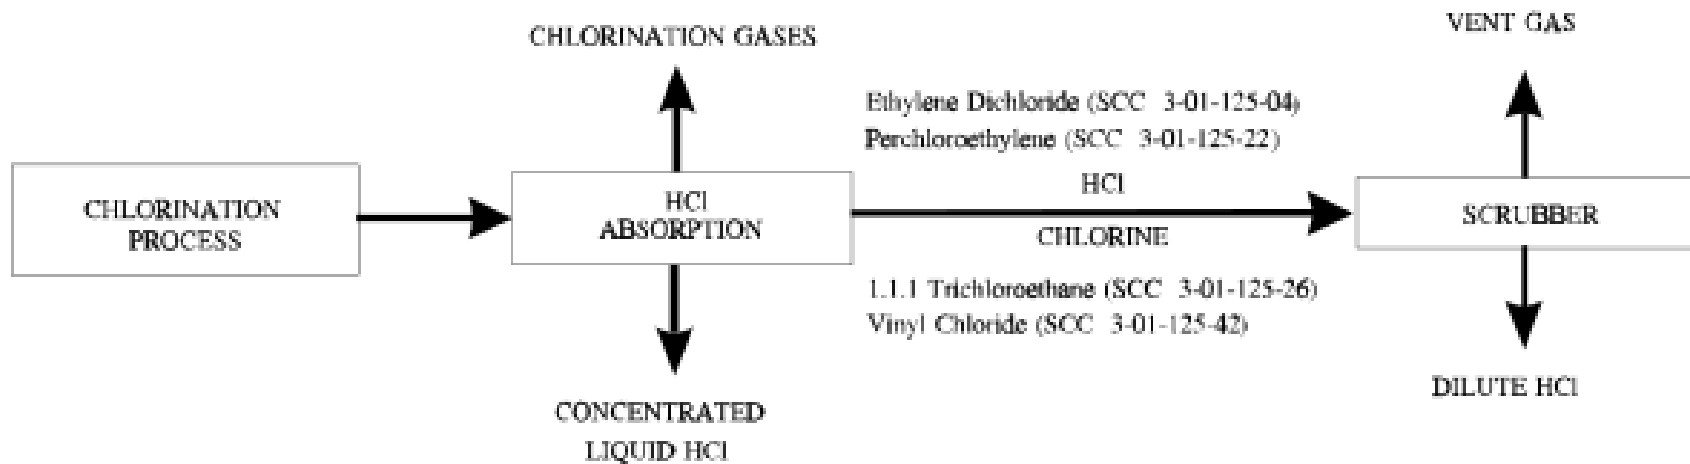 CHLORINATION GASES
VENT GAS
Ethylene Dichloride (SCC 3-01-125-04)
Perchloroethylene (SCC 3-01-125-22)
CHLORINATION
PROCESS
HCl
ABSORPTION
HCl
CHLORINE
SCRUBBER
1.1.1 Trichloroethane (SCC 3-01-125-26)
Vinyl Chloride (SCC 3-01-125-42)
CONCENTRATED
LIQUID HCl
DILUTE HCl